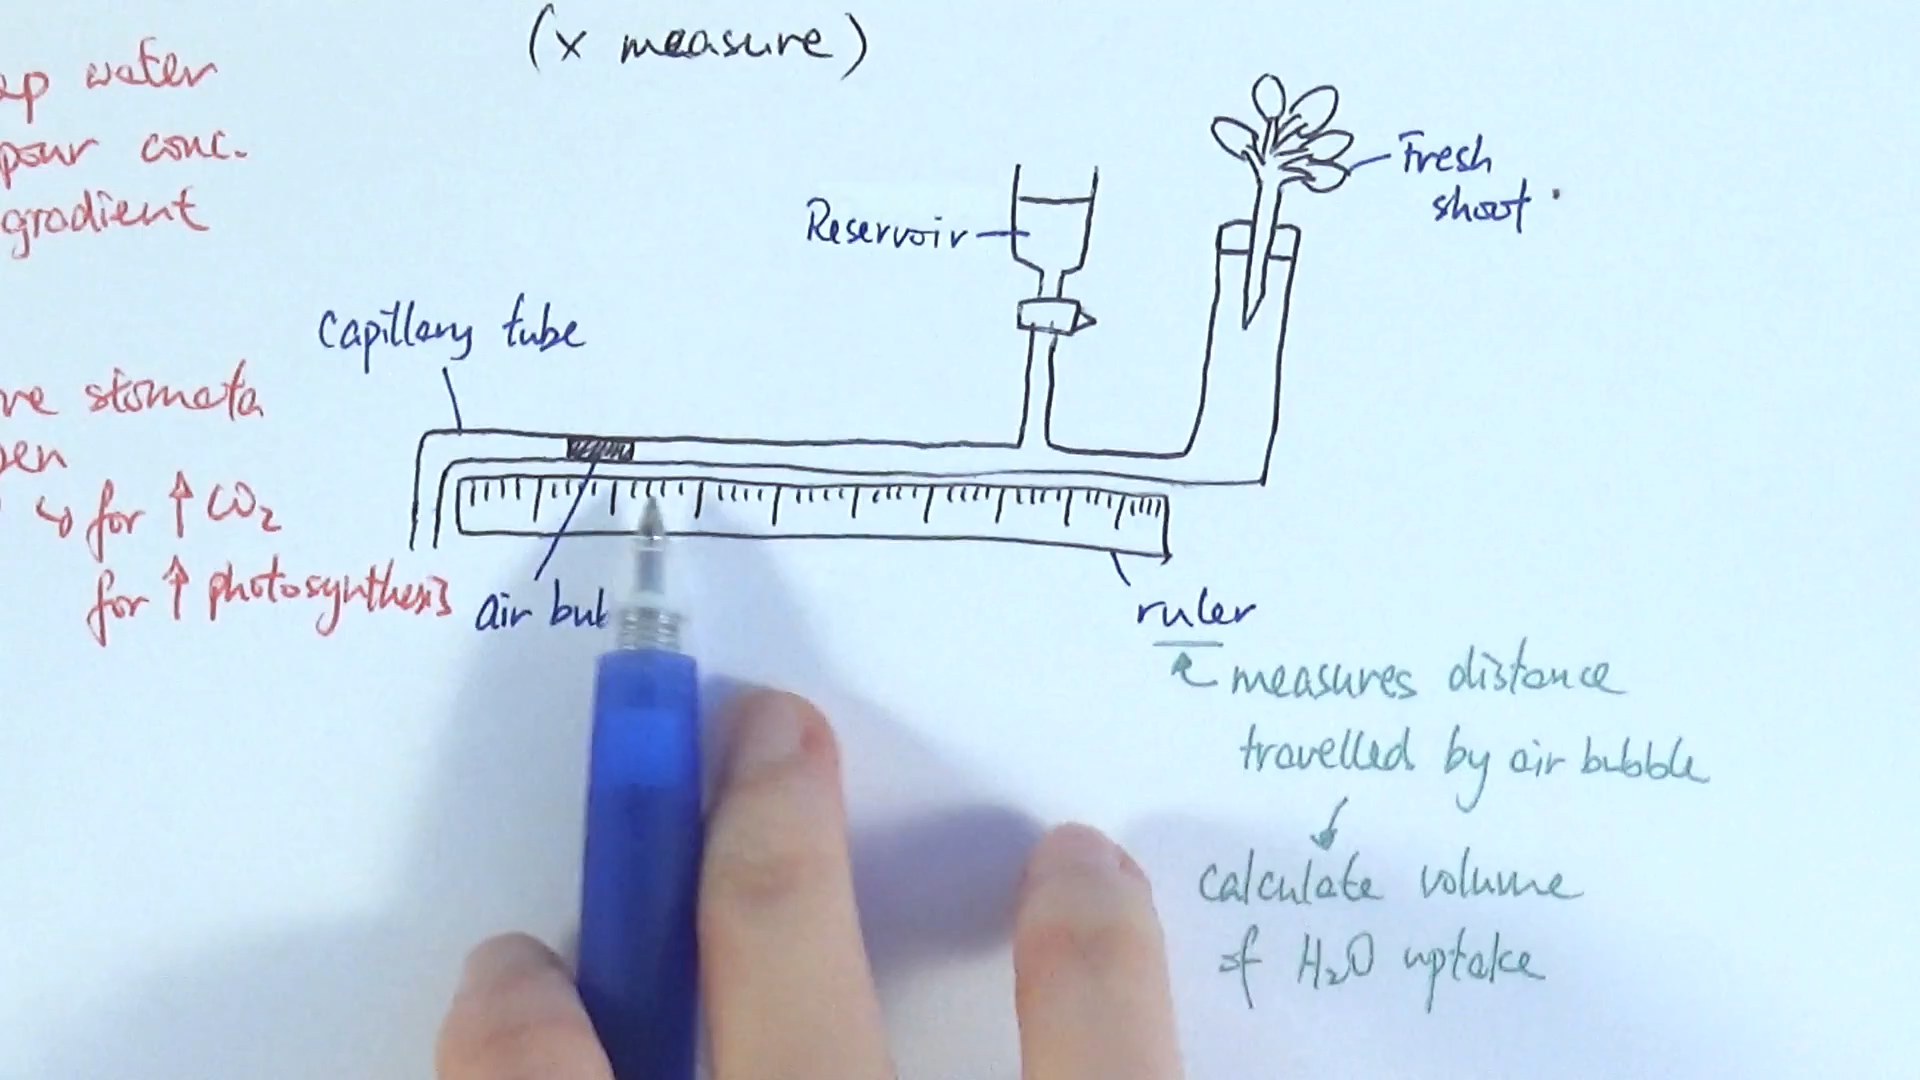 (x measure)
water
pour conc.
gradient
Fresh
shoot
Reservoir
Capillary tube
stomata
↳ for ↑ CO2
for ↑ photosynthesis
air bub
ruler
measures distance
travelled by air bubble
↓
calculate volume
of H2O uptake